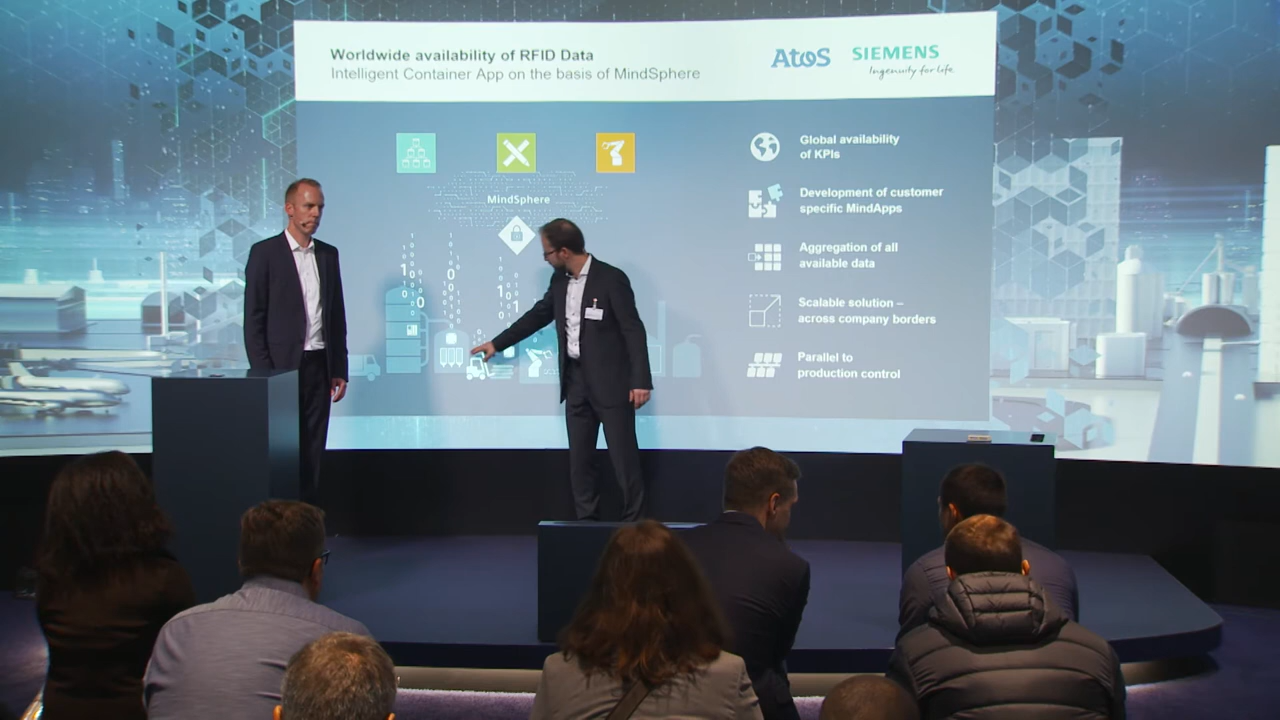 Worldwide availability of RFID Data
Intelligent Container App on the basis of MindSphere
Atos
SIEMENS
Ingenuity for life
MindSphere
Global availability
of KPIs
Development of customer
specific MindApps
Aggregation of all
available data
Scalable solution –
across company borders
Parallel to
production control